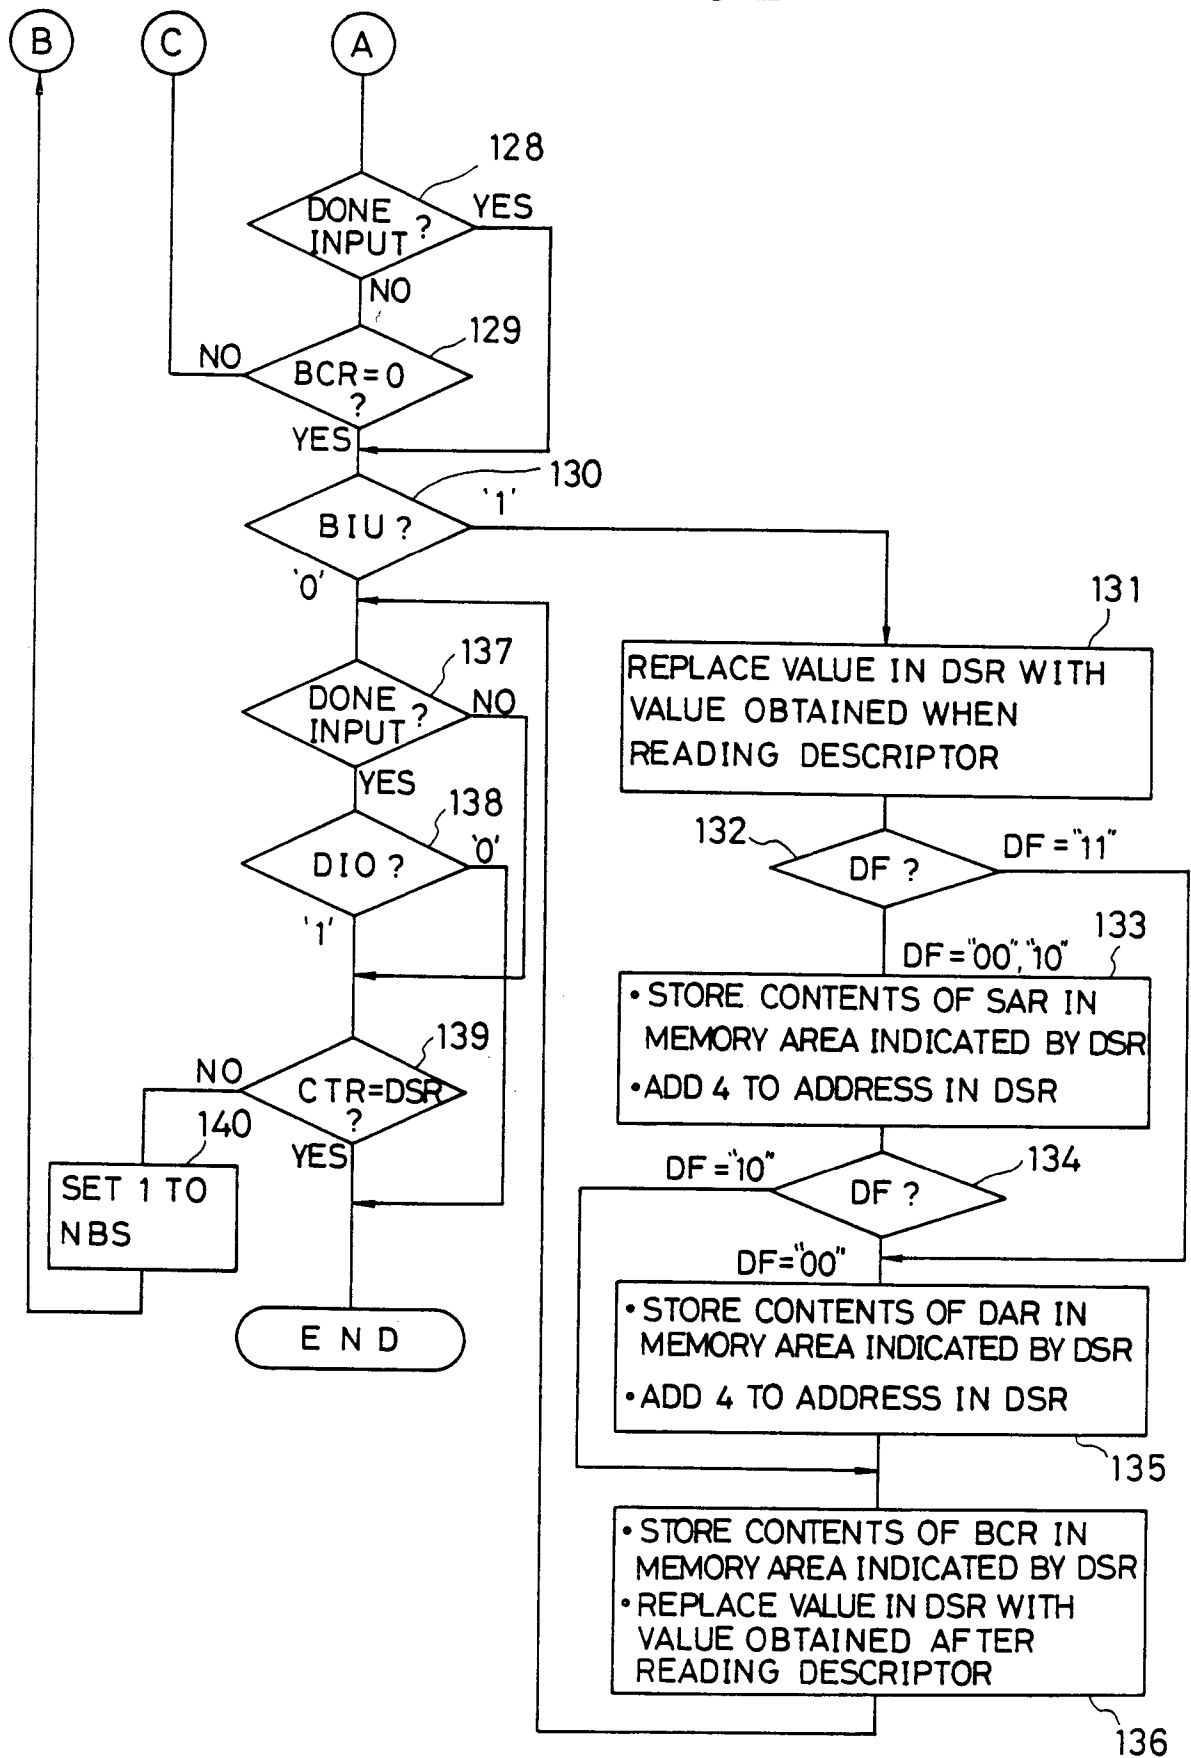 B
C
A
128
DONE INPUT ?
YES
NO
129
NO
BCR=0
?
YES
130
BIU ?
'1'
'0'
137
DONE INPUT ?
NO
YES
138
DIO ?
'0'
'1'
139
NO
CTR=DSR
?
YES
140
SET 1 TO
NBS
END
131
REPLACE VALUE IN DSR WITH
VALUE OBTAINED WHEN
READING DESCRIPTOR
132
DF ?
DF="11"
133
DF="00","10"
• STORE CONTENTS OF SAR IN
MEMORY AREA INDICATED BY DSR
• ADD 4 TO ADDRESS IN DSR
134
DF="10"
DF ?
DF="00"
• STORE CONTENTS OF DAR IN
MEMORY AREA INDICATED BY DSR
• ADD 4 TO ADDRESS IN DSR
135
• STORE CONTENTS OF BCR IN
MEMORY AREA INDICATED BY DSR
• REPLACE VALUE IN DSR WITH
VALUE OBTAINED AFTER
READING DESCRIPTOR
136